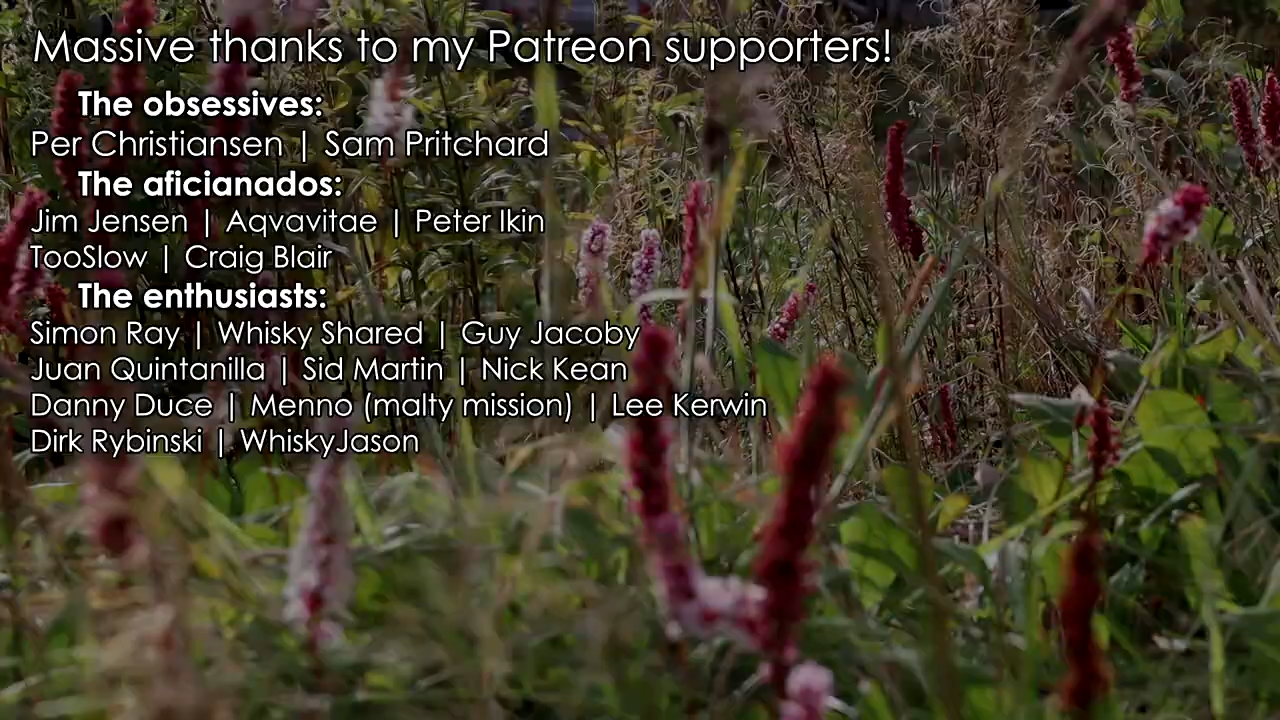 Massive thanks to my Patreon supporters!
The obsessives:
Per Christiansen | Sam Pritchard
The aficianados:
Jim Jensen | Aqvavitae | Peter Ikin
TooSlow | Craig Blair
The enthusiasts:
Simon Ray | Whisky Shared | Guy Jacoby
Juan Quintanilla | Sid Martin | Nick Kean
Danny Duce | Menno (malty mission) | Lee Kerwin
Dirk Rybinski | WhiskyJason